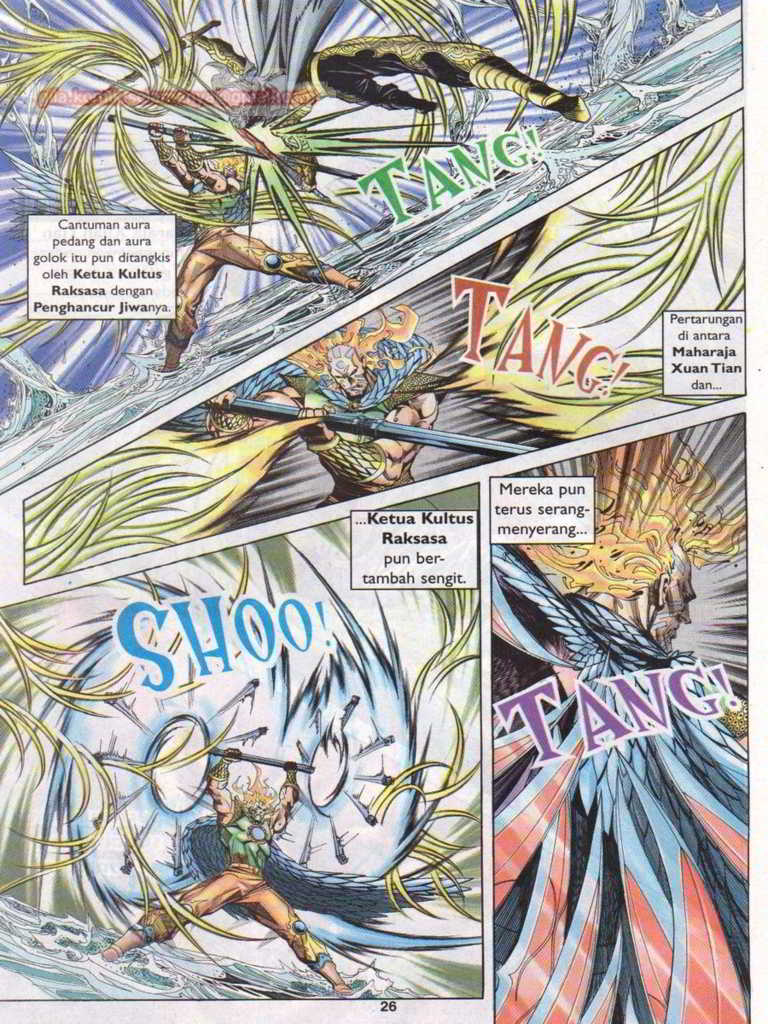 TANG!
Cantuman aura
pedang dan aura
golok itu pun ditangkis
oleh Ketua Kultus
Raksasa dengan
Penghancur Jiwanya.
TANG!
Pertarungan
di antara
Maharaja
Xuan Tian
dan...
...Ketua Kultus
Raksasa
pun ber-
tambah sengit.
Mereka pun
terus serang-
menyerang...
SHOO!
TANG!
26